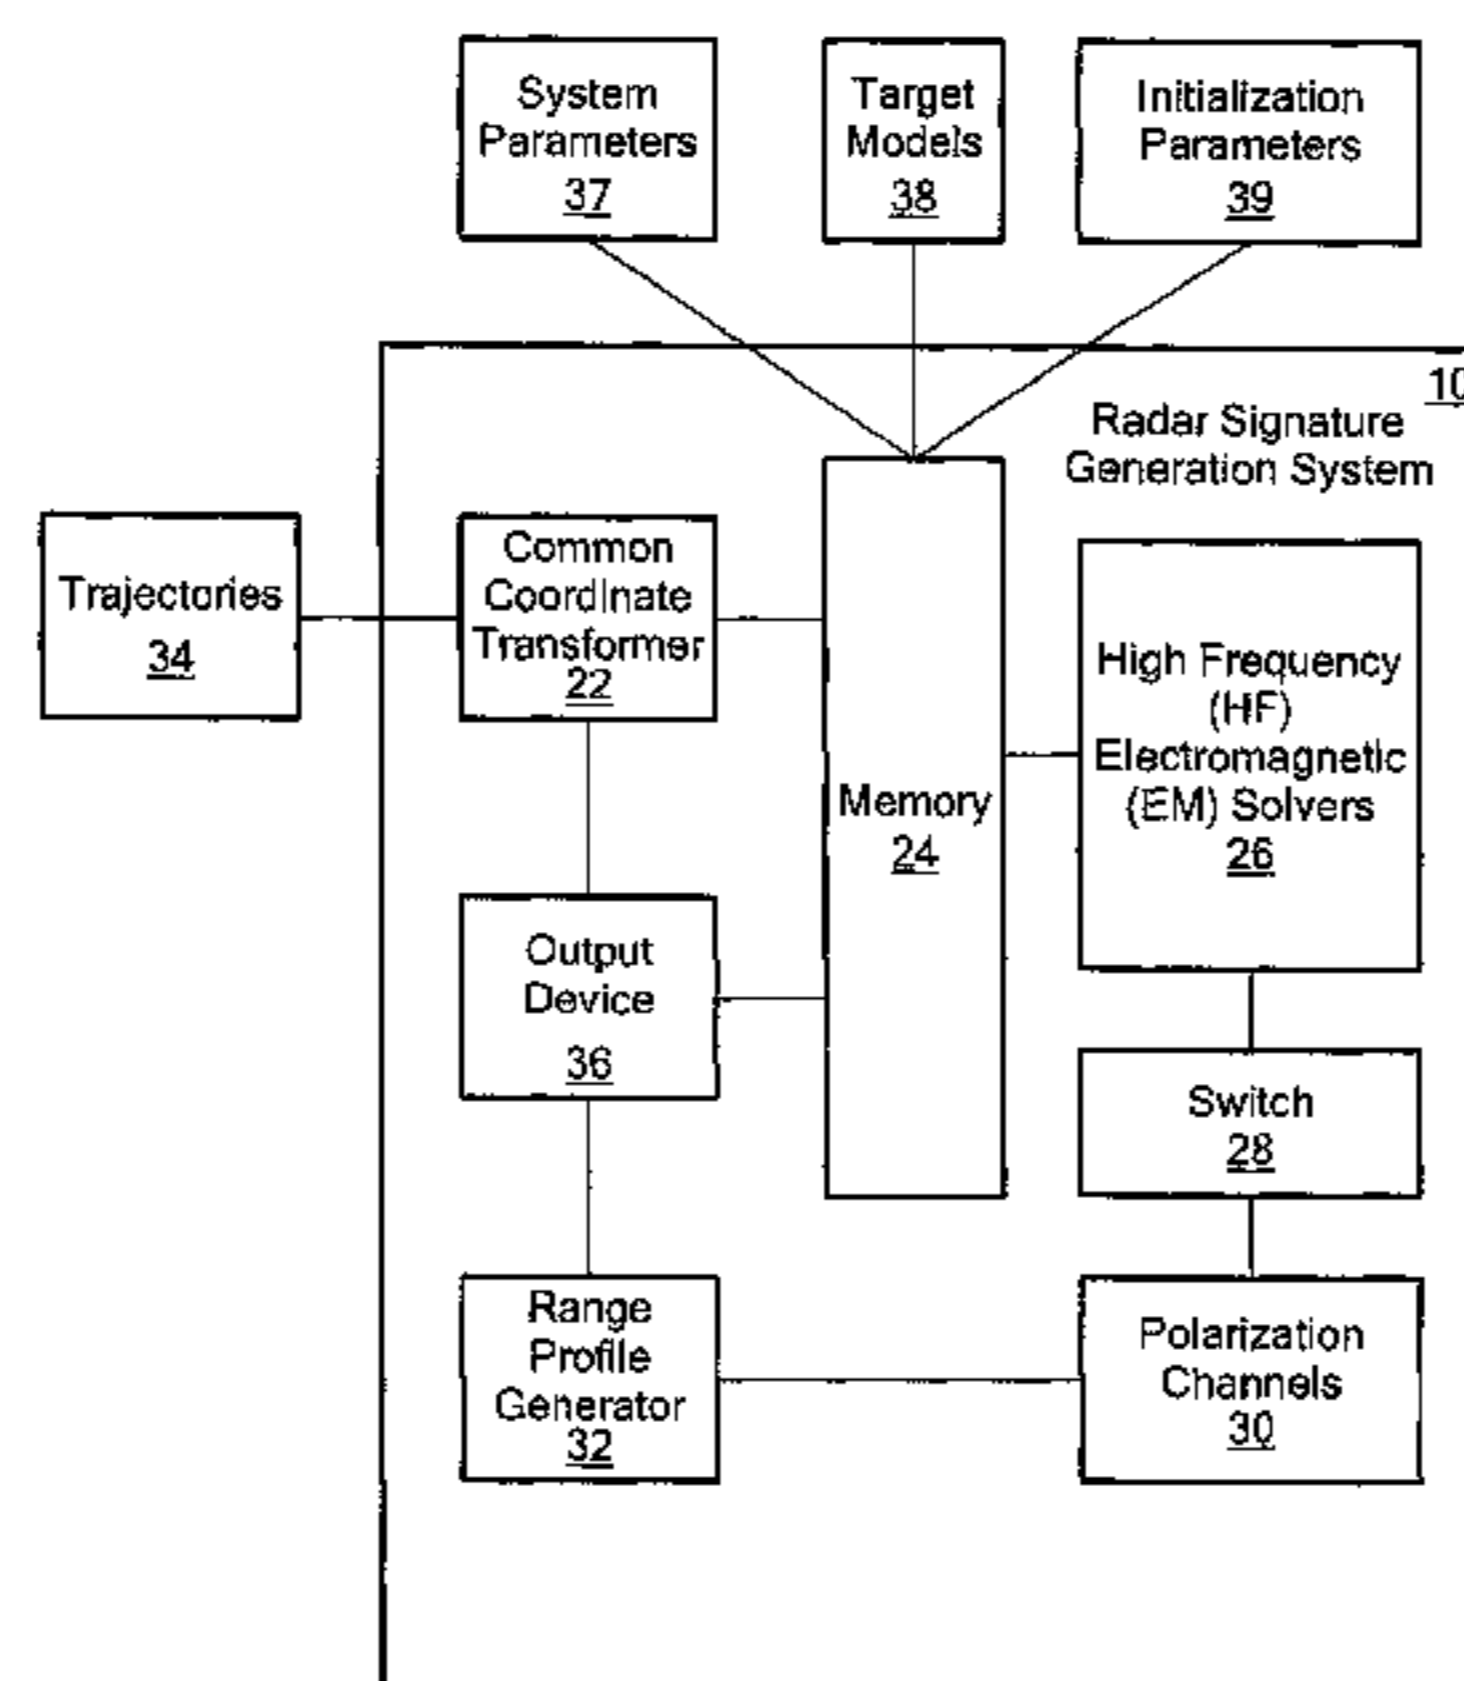 System
Parameters
37
Target
Models
38
Initialization
Parameters
39
10
Radar Signature
Generation System
Trajectories
34
Common
Coordinate
Transformer
22
Memory
24
High Frequency
(HF)
Electromagnetic
(EM) Solvers
26
Output
Device
36
Switch
28
Range
Profile
Generator
32
Polarization
Channels
30